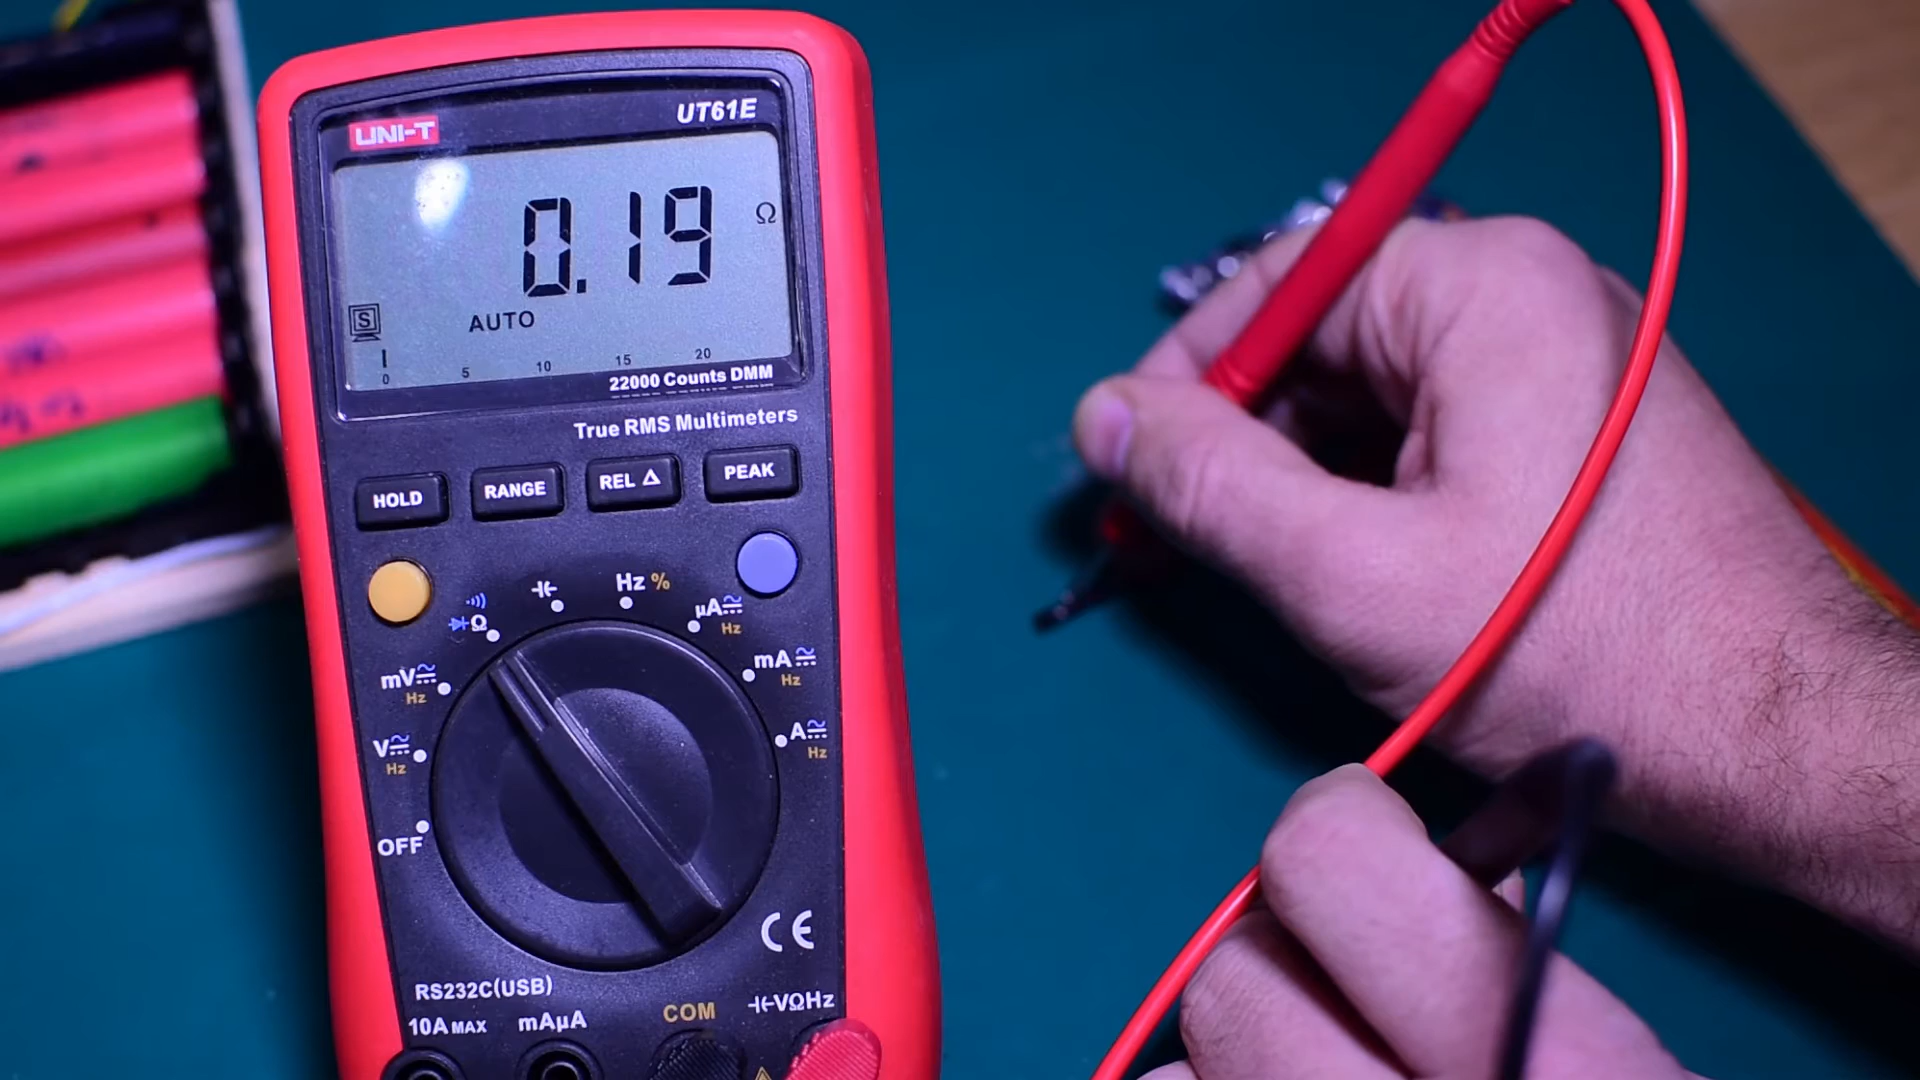 UNI-T
UT61E
0.19 Ω
S
AUTO
0 5 10 15 20
22000 Counts DMM
True RMS Multimeters
HOLD RANGE REL △ PEAK
Hz %
Ω
µA
Hz
mV
Hz
mA
Hz
V
Hz
A
Hz
OFF
CE
RS232C(USB)
10A MAX mAµA COM VΩHz